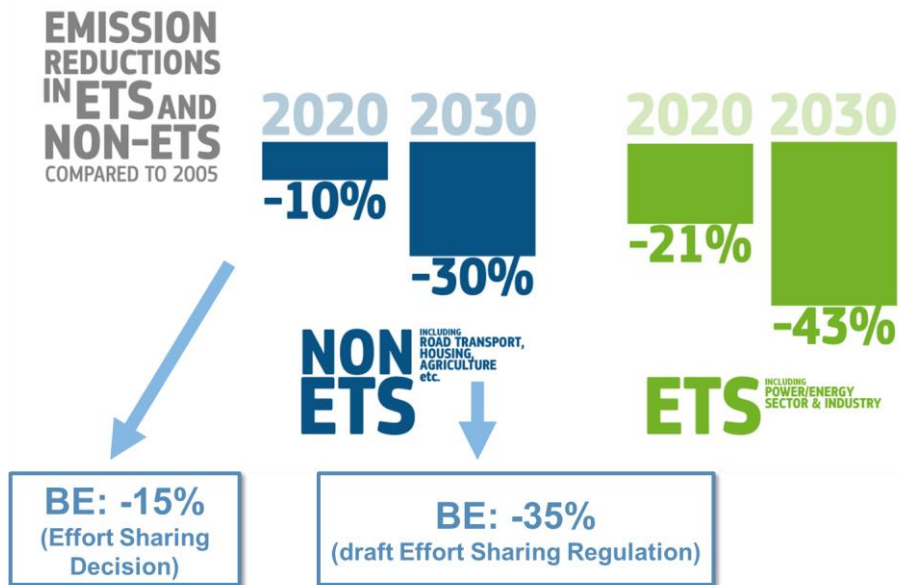 EMISSION
REDUCTIONS
IN ETS AND
NON-ETS
COMPARED TO 2005
2020 2030
-10%
-30%
NON
ETS
INCLUDING
ROAD TRANSPORT,
HOUSING,
AGRICULTURE
etc.
2020 2030
-21%
-43%
ETS
INCLUDING
POWER/ENERGY
SECTOR & INDUSTRY
BE: -15%
(Effort Sharing
Decision)
BE: -35%
(draft Effort Sharing Regulation)